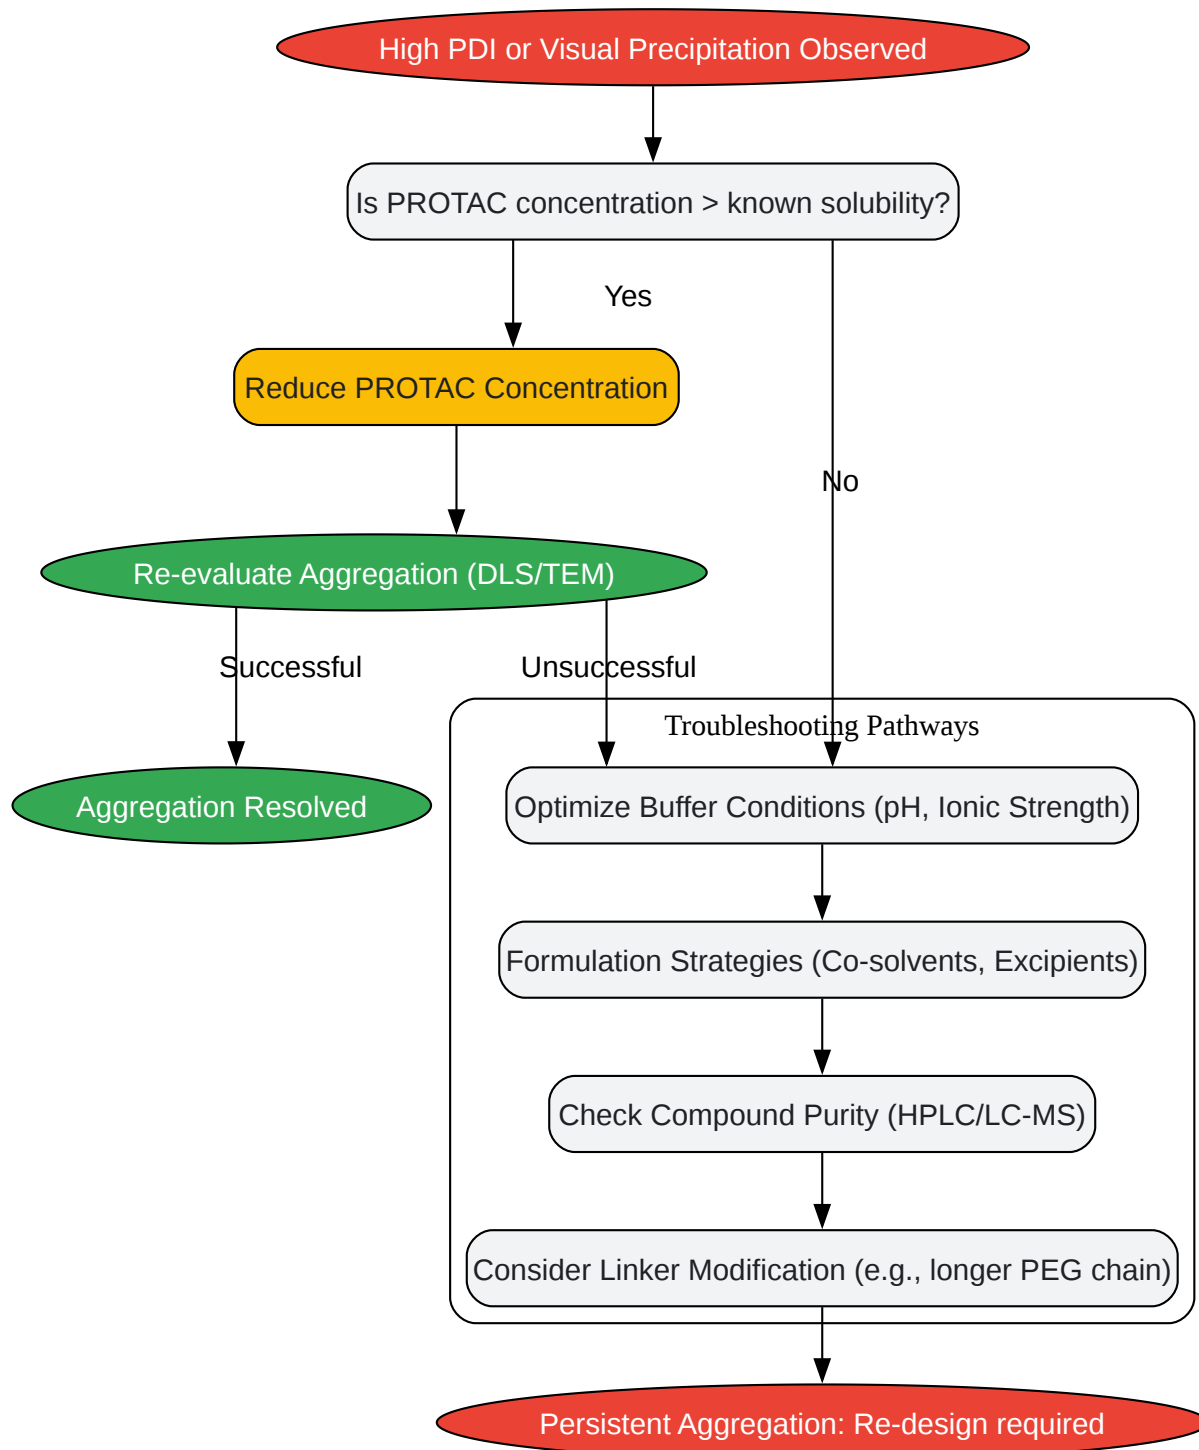 High PDI or Visual Precipitation Observed
Is PROTAC concentration > known solubility?
Yes
Reduce PROTAC Concentration
No
Re-evaluate Aggregation (DLS/TEM)
Successful
Unsuccessful
Troubleshooting Pathways
Aggregation Resolved
Optimize Buffer Conditions (pH, Ionic Strength)
Formulation Strategies (Co-solvents, Excipients)
Check Compound Purity (HPLC/LC-MS)
Consider Linker Modification (e.g., longer PEG chain)
Persistent Aggregation: Re-design required